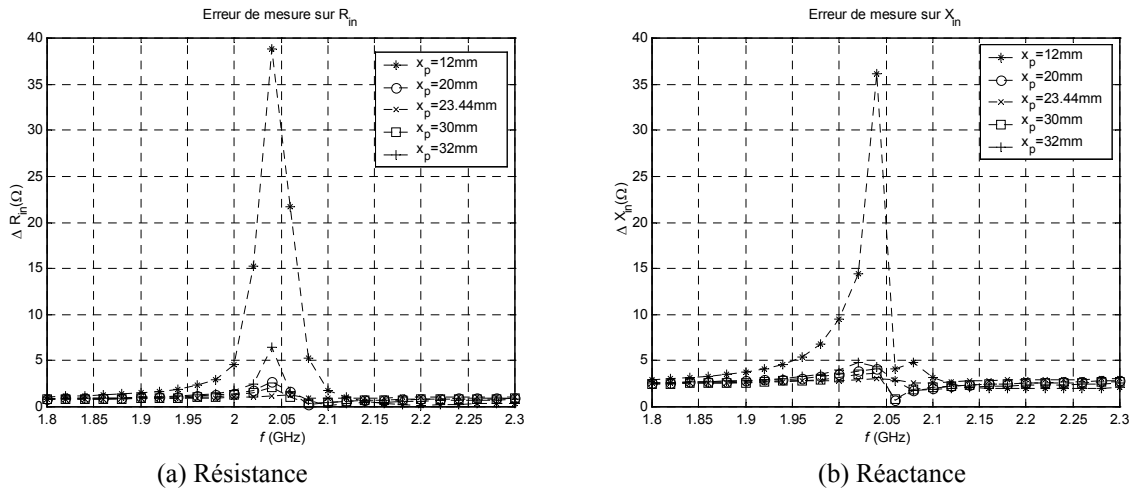 Erreur de mesure sur R_in
40
35
30
25
20
15
10
5
0
Δ R_in(Ω)
x_p=12mm
x_p=20mm
x_p=23.44mm
x_p=30mm
x_p=32mm
1.8 1.85 1.9 1.95 2 2.05 2.1 2.15 2.2 2.25 2.3
f (GHz)
(a) Résistance
Erreur de mesure sur X_in
40
35
30
25
20
15
10
5
0
Δ X_in(Ω)
x_p=12mm
x_p=20mm
x_p=23.44mm
x_p=30mm
x_p=32mm
1.8 1.85 1.9 1.95 2 2.05 2.1 2.15 2.2 2.25 2.3
f (GHz)
(b) Réactance